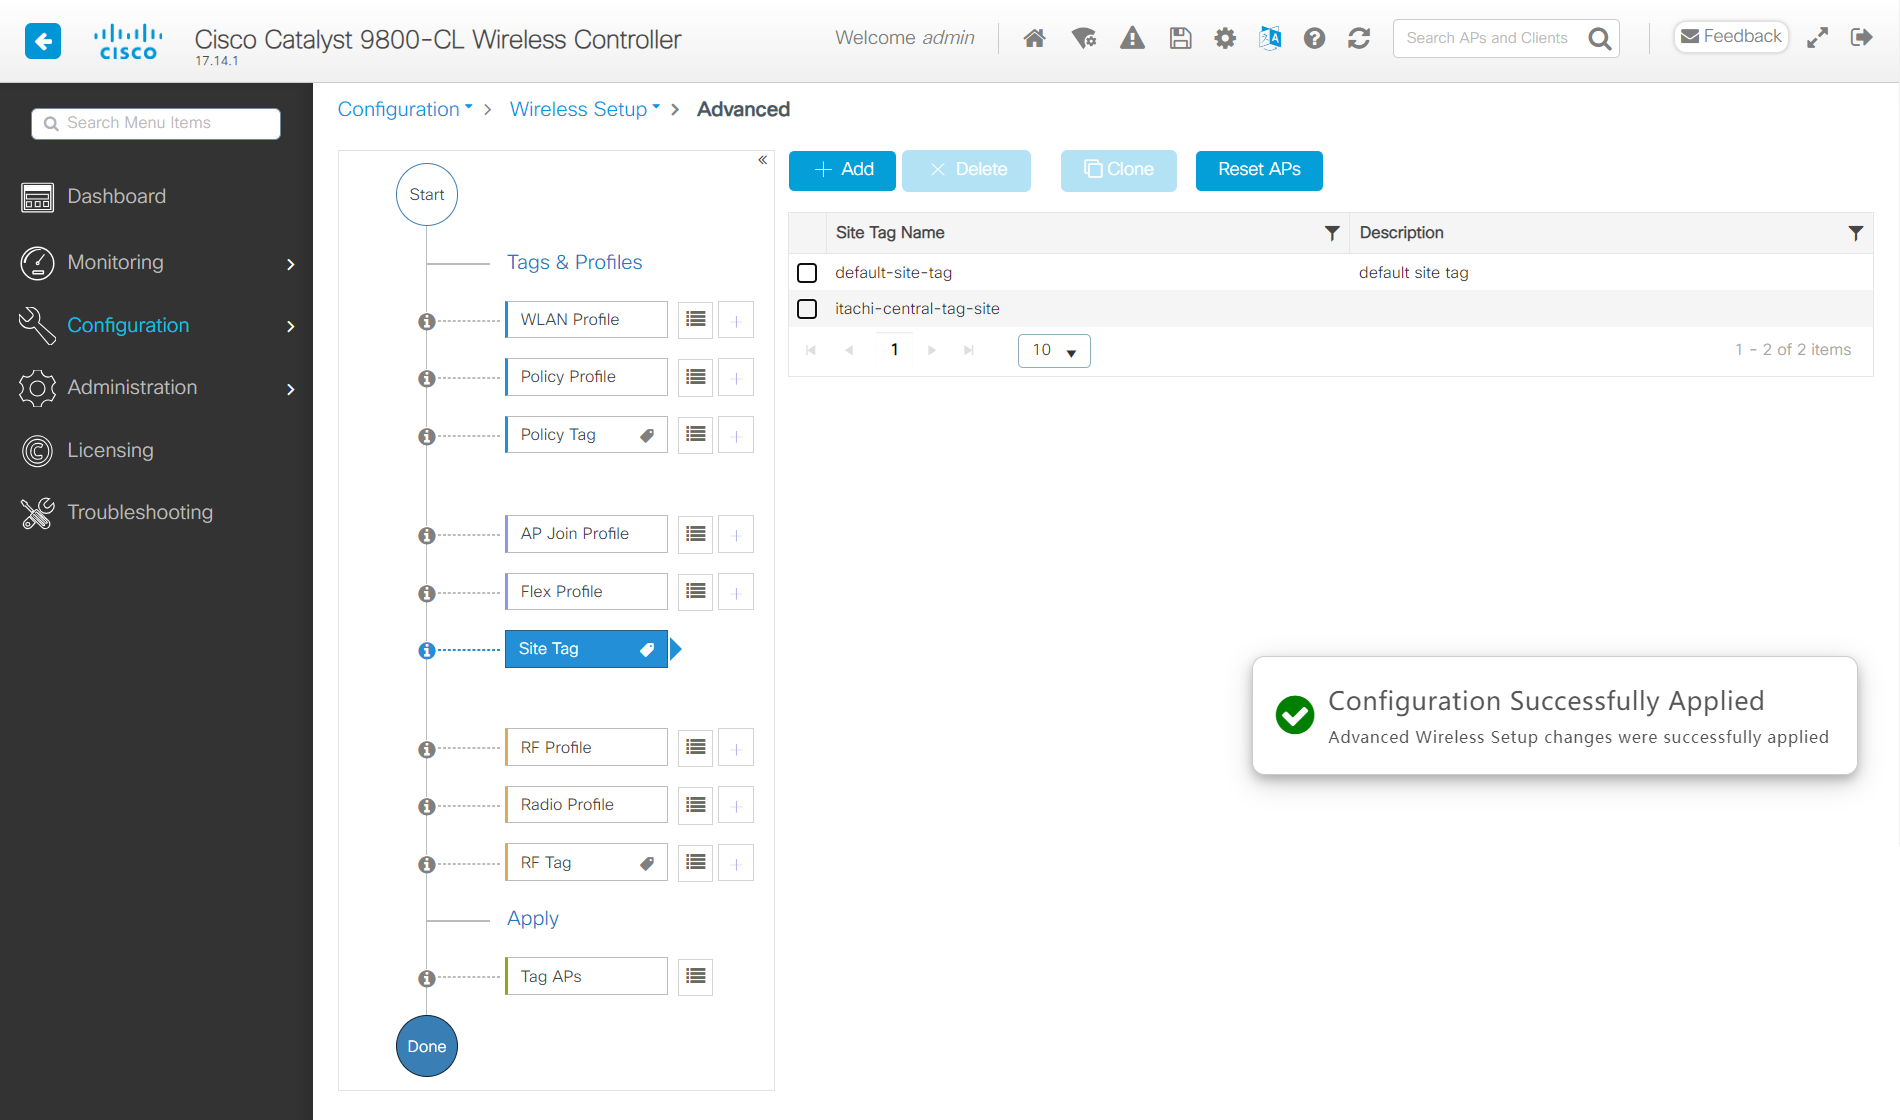 CISCO
Cisco Catalyst 9800-CL Wireless Controller
17.14.1
Welcome admin
Search APs and Clients
Feedback
Search Menu Items
Dashboard
Monitoring
Configuration
Administration
Licensing
Troubleshooting
Configuration > Wireless Setup > Advanced
«
Start
Tags & Profiles
WLAN Profile
Policy Profile
Policy Tag
AP Join Profile
Flex Profile
Site Tag
RF Profile
Radio Profile
RF Tag
Apply
Tag APs
Done
+ Add
× Delete
Clone
Reset APs
Site Tag Name Description
default-site-tag default site tag
itachi-central-tag-site
1 10 1 - 2 of 2 items
Configuration Successfully Applied
Advanced Wireless Setup changes were successfully applied